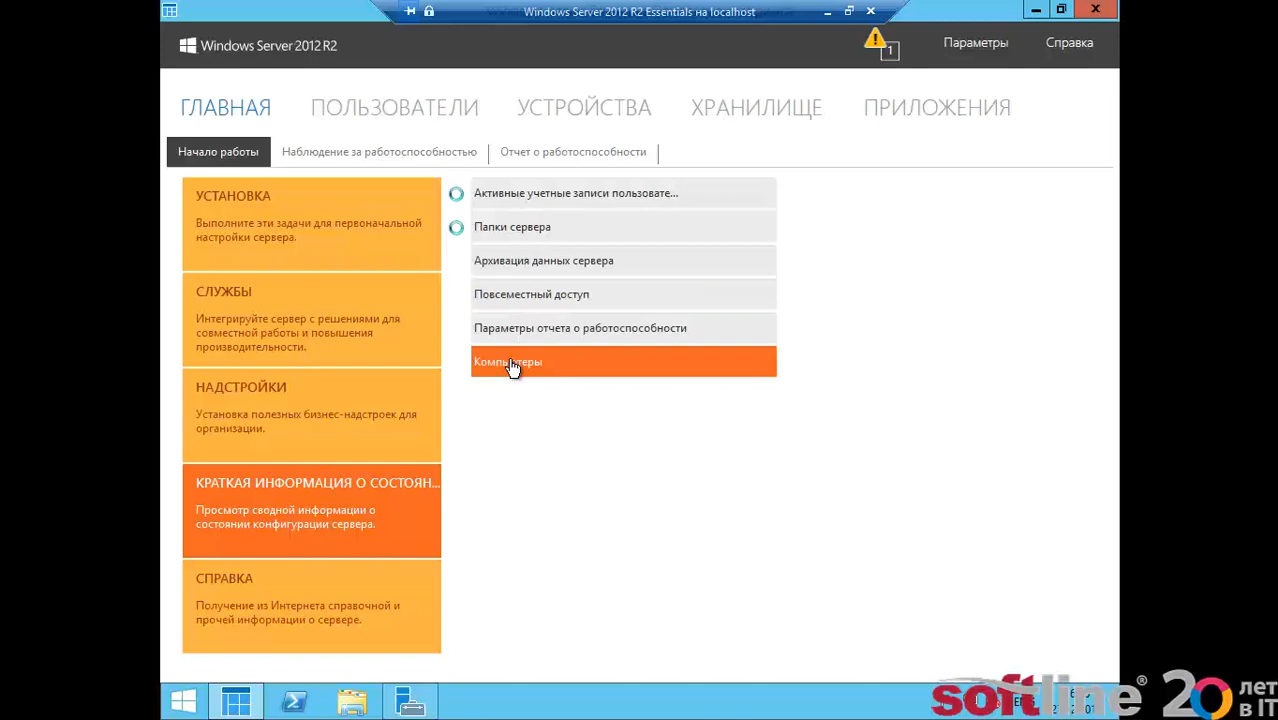 Windows Server 2012 R2 Essentials на localhost
Windows Server 2012 R2
1
Параметры
Справка
ГЛАВНАЯ
ПОЛЬЗОВАТЕЛИ
УСТРОЙСТВА
ХРАНИЛИЩЕ
ПРИЛОЖЕНИЯ
Начало работы
Наблюдение за работоспособностью
Отчет о работоспособности
УСТАНОВКА
Выполните эти задачи для первоначальной
настройки сервера.
СЛУЖБЫ
Интегрируйте сервер с решениями для
совместной работы и повышения
производительности.
НАДСТРОЙКИ
Установка полезных бизнес-надстроек для
организации.
КРАТКАЯ ИНФОРМАЦИЯ О СОСТОЯН...
Просмотр сводной информации о
состоянии конфигурации сервера.
СПРАВКА
Получение из Интернета справочной и
прочей информации о сервере.
Активные учетные записи пользовате...
Папки сервера
Архивация данных сервера
Повсеместный доступ
Параметры отчета о работоспособности
Компьютеры
softline®
20 лет
в IT